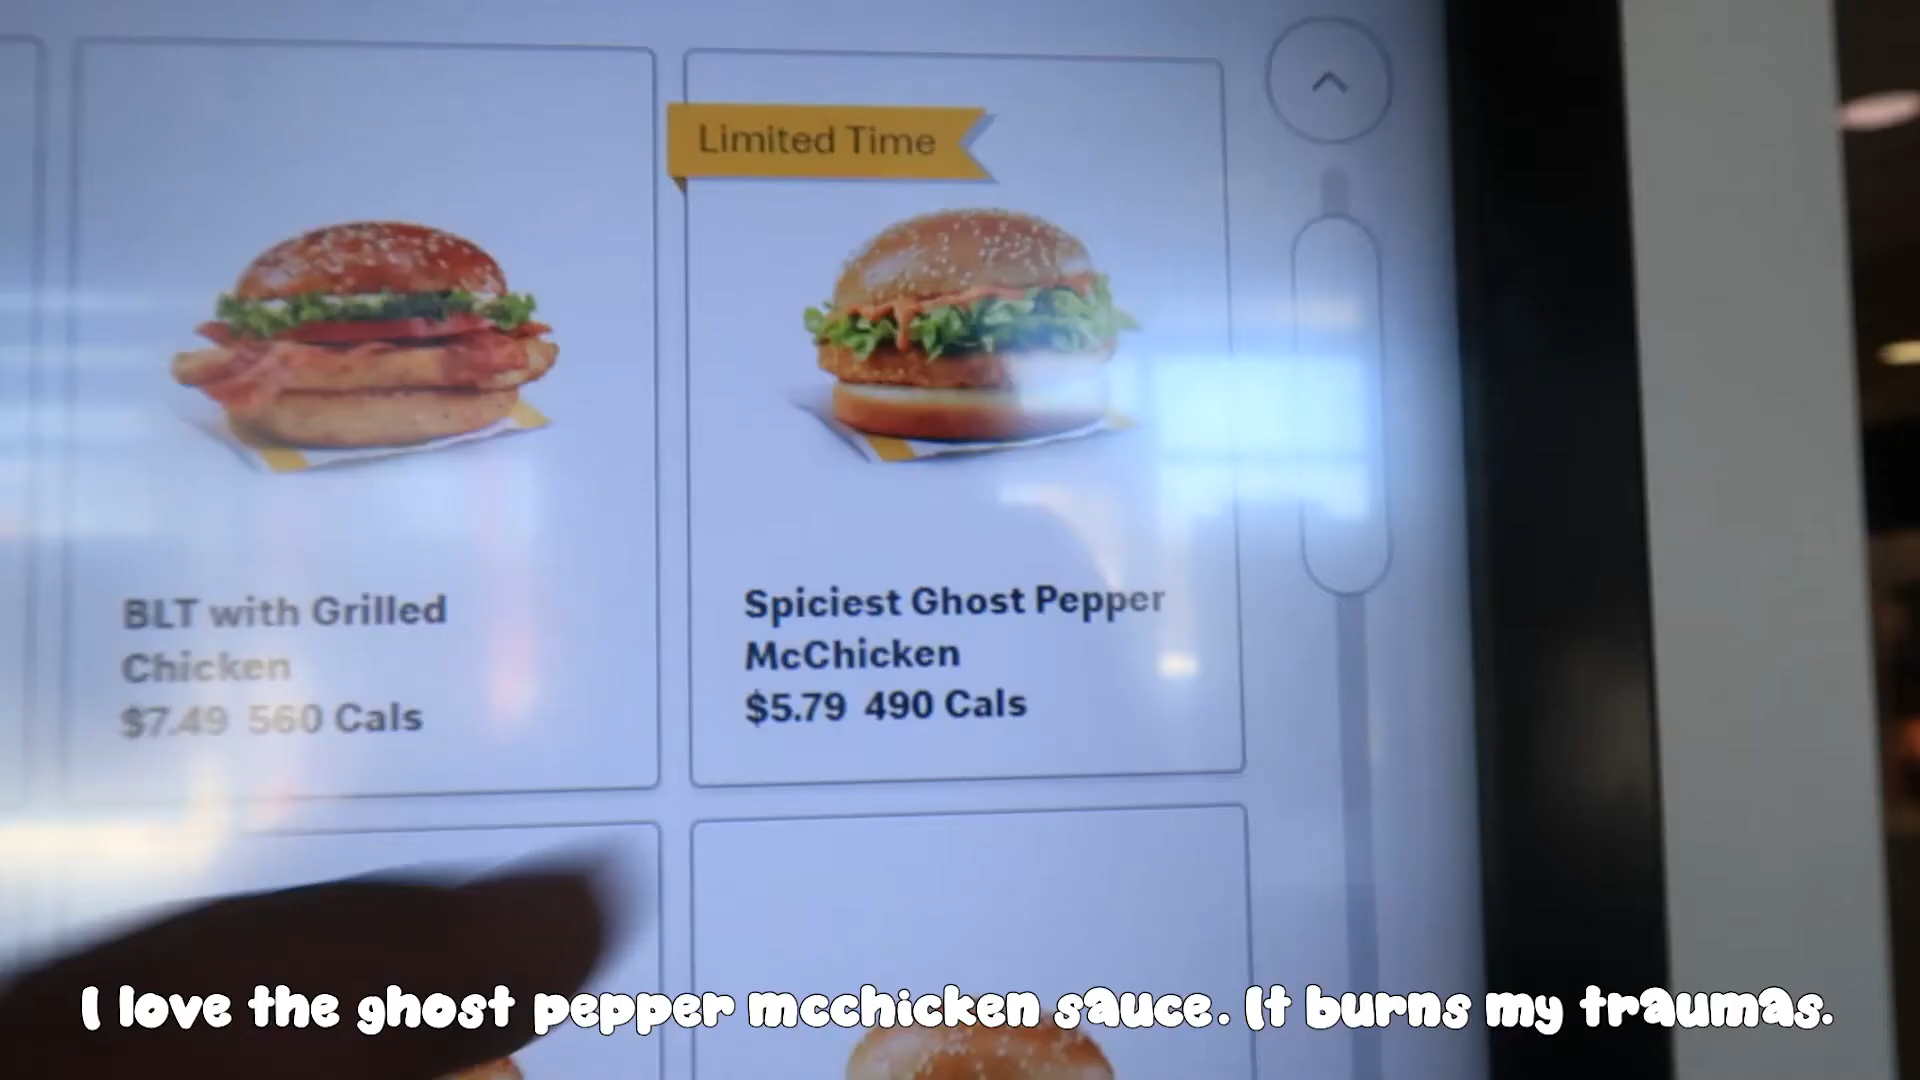 Limited Time
BLT with Grilled
Chicken
$7.49 560 Cals
Spiciest Ghost Pepper
McChicken
$5.79 490 Cals
I love the ghost pepper mcchicken sauce. It burns my traumas.